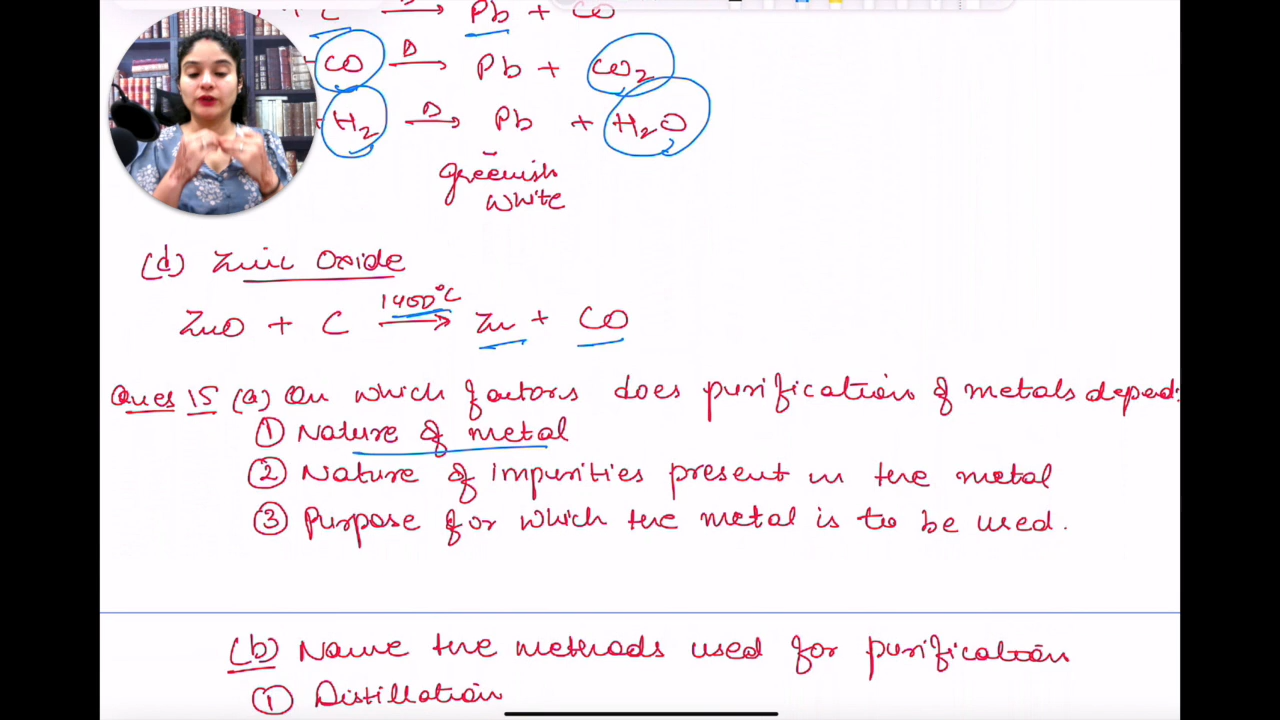 C → Pb + CO
CO Δ→ Pb + CO2
H2 Δ→ Pb + H2O
greenish
white
(d) Zinc Oxide
ZnO + C 1400°C→ Zn + CO
Ques 15 (a) On which factors does purification of metals depend:
① Nature of metal
② Nature of impurities present in the metal
③ Purpose for which the metal is to be used.
(b) Name the methods used for purification
① Distillation